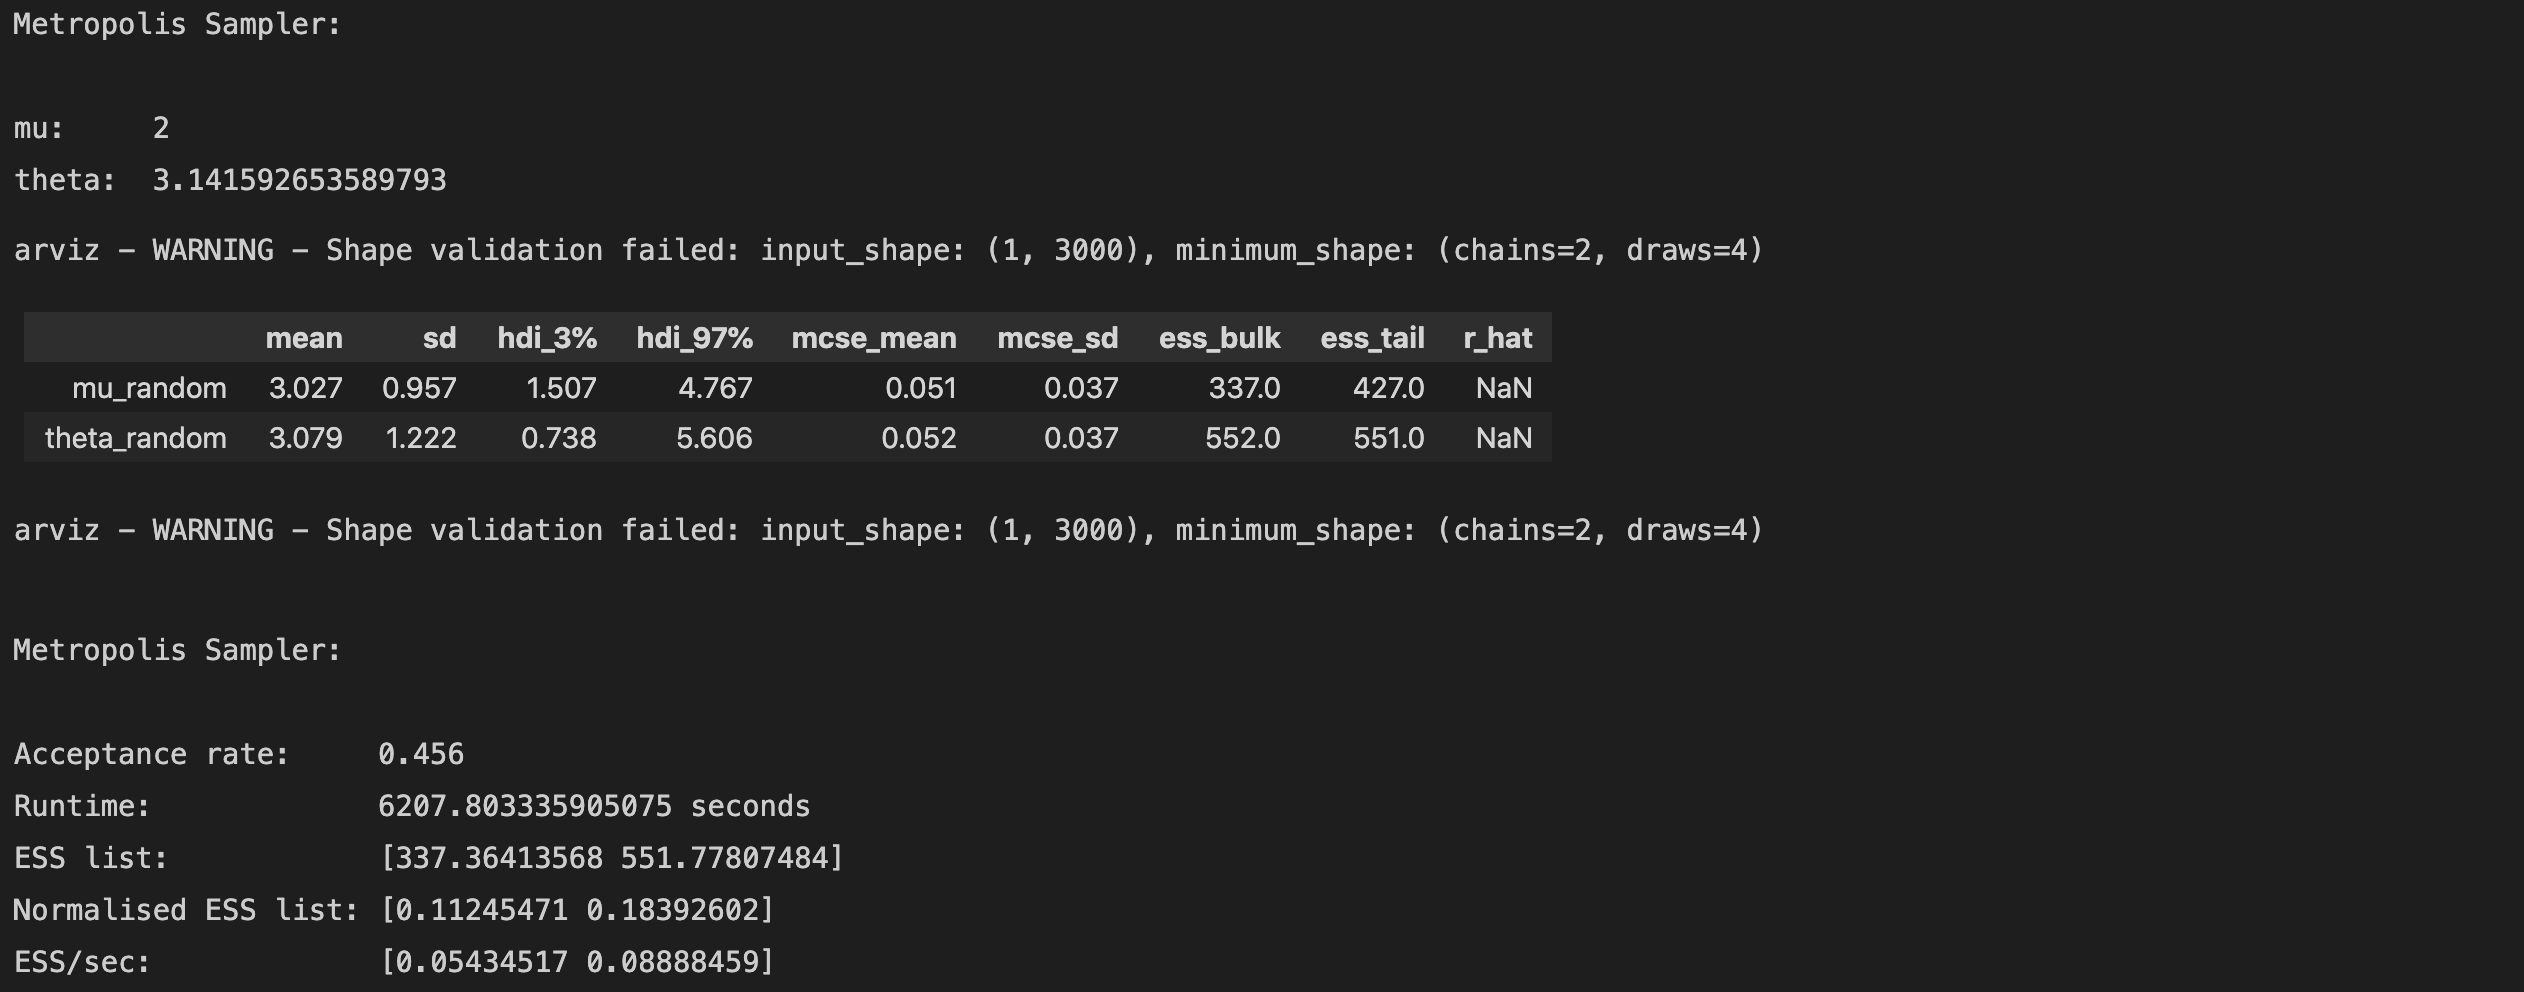 Metropolis Sampler:
mu:     2
theta:  3.141592653589793
arviz - WARNING - Shape validation failed: input_shape: (1, 3000), minimum_shape: (chains=2, draws=4)
mean sd hdi_3% hdi_97% mcse_mean mcse_sd ess_bulk ess_tail r_hat
mu_random 3.027 0.957 1.507 4.767 0.051 0.037 337.0 427.0 NaN
theta_random 3.079 1.222 0.738 5.606 0.052 0.037 552.0 551.0 NaN
arviz - WARNING - Shape validation failed: input_shape: (1, 3000), minimum_shape: (chains=2, draws=4)
Metropolis Sampler:
Acceptance rate:     0.456
Runtime:             6207.803335905075 seconds
ESS list:            [337.36413568 551.77807484]
Normalised ESS list: [0.11245471 0.18392602]
ESS/sec:             [0.05434517 0.08888459]